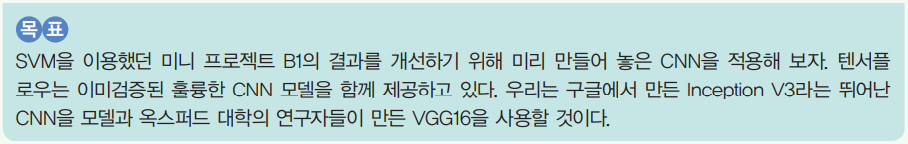 목표
SVM을 이용했던 미니 프로젝트 B1의 결과를 개선하기 위해 미리 만들어 놓은 CNN을 적용해 보자. 텐서플
로우는 이미검증된 훌륭한 CNN 모델을 함께 제공하고 있다. 우리는 구글에서 만든 Inception V3라는 뛰어난
CNN을 모델과 옥스퍼드 대학의 연구자들이 만든 VGG16을 사용할 것이다.